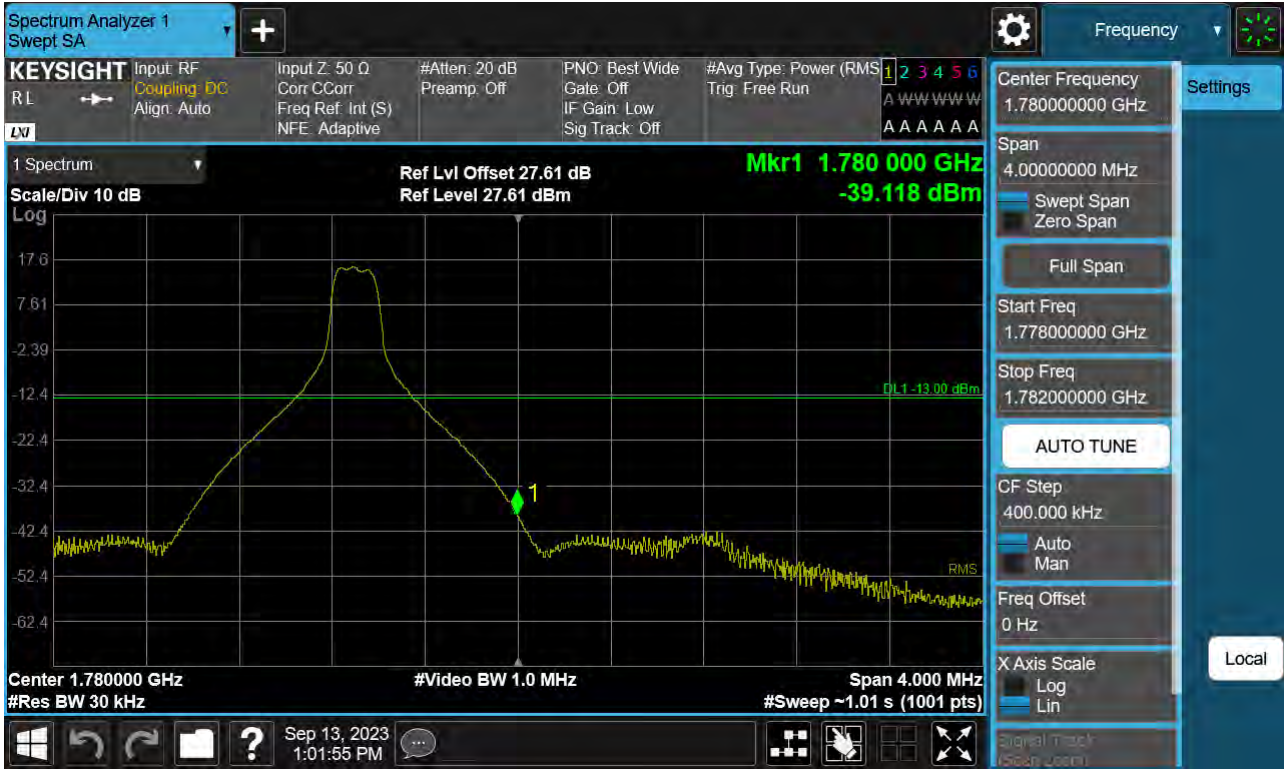 Spectrum Analyzer 1
Swept SA
Frequency
KEYSIGHT
RL
LXI
Input: RF
Coupling: DC
Align: Auto
Input Z: 50 Ω
Corr CCorr
Freq Ref: Int (S)
NFE: Adaptive
#Atten: 20 dB
Preamp: Off
PNO: Best Wide
Gate: Off
IF Gain: Low
Sig Track: Off
#Avg Type: Power (RMS
Trig: Free Run
1 2 3 4 5 6
A W W W W W
A A A A A A
1 Spectrum
Scale/Div 10 dB
Ref Lvl Offset 27.61 dB
Ref Level 27.61 dBm
Mkr1 1.780 000 GHz
-39.118 dBm
Log
17.6
7.61
-2.39
-12.4
-22.4
-32.4
-42.4
-52.4
-62.4
DL1 -13.00 dBm
1
RMS
Center 1.780000 GHz
#Video BW 1.0 MHz
Span 4.000 MHz
#Res BW 30 kHz
#Sweep ~1.01 s (1001 pts)
Center Frequency
1.780000000 GHz
Span
4.00000000 MHz
Swept Span
Zero Span
Full Span
Start Freq
1.778000000 GHz
Stop Freq
1.782000000 GHz
AUTO TUNE
CF Step
400.000 kHz
Auto
Man
Freq Offset
0 Hz
X Axis Scale
Log
Lin
Signal Track
(Span Zoom)
Settings
Local
?
Sep 13, 2023
1:01:55 PM